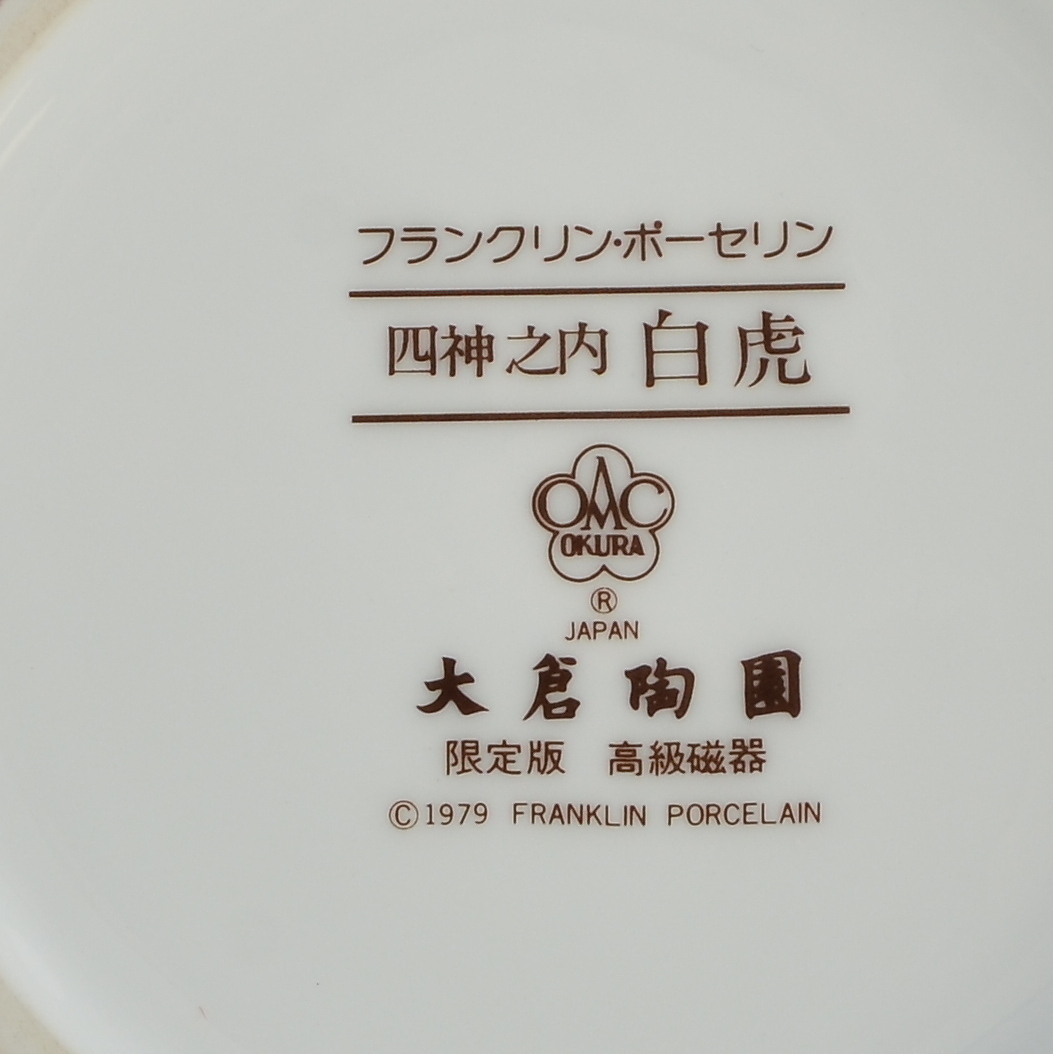 フランクリン・ポーセリン
四神之内 白虎
OAC
OKURA
®
JAPAN
大倉陶園
限定版 高級磁器
©1979 FRANKLIN PORCELAIN